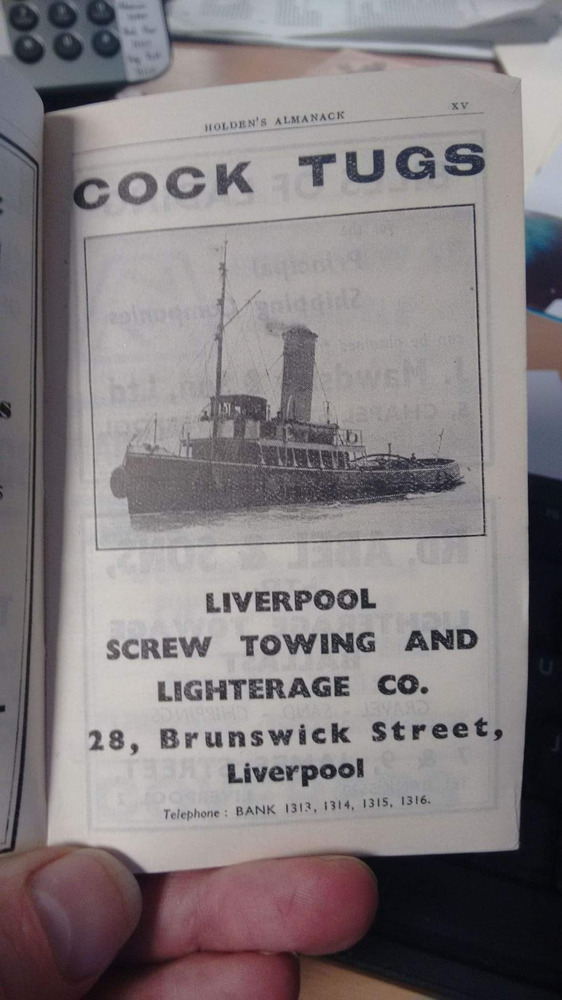 HOLDEN'S ALMANACK
XV
COCK TUGS
LIVERPOOL
SCREW TOWING AND
LIGHTERAGE CO.
28, Brunswick Street,
Liverpool
Telephone : BANK 1313, 1314, 1315, 1316.